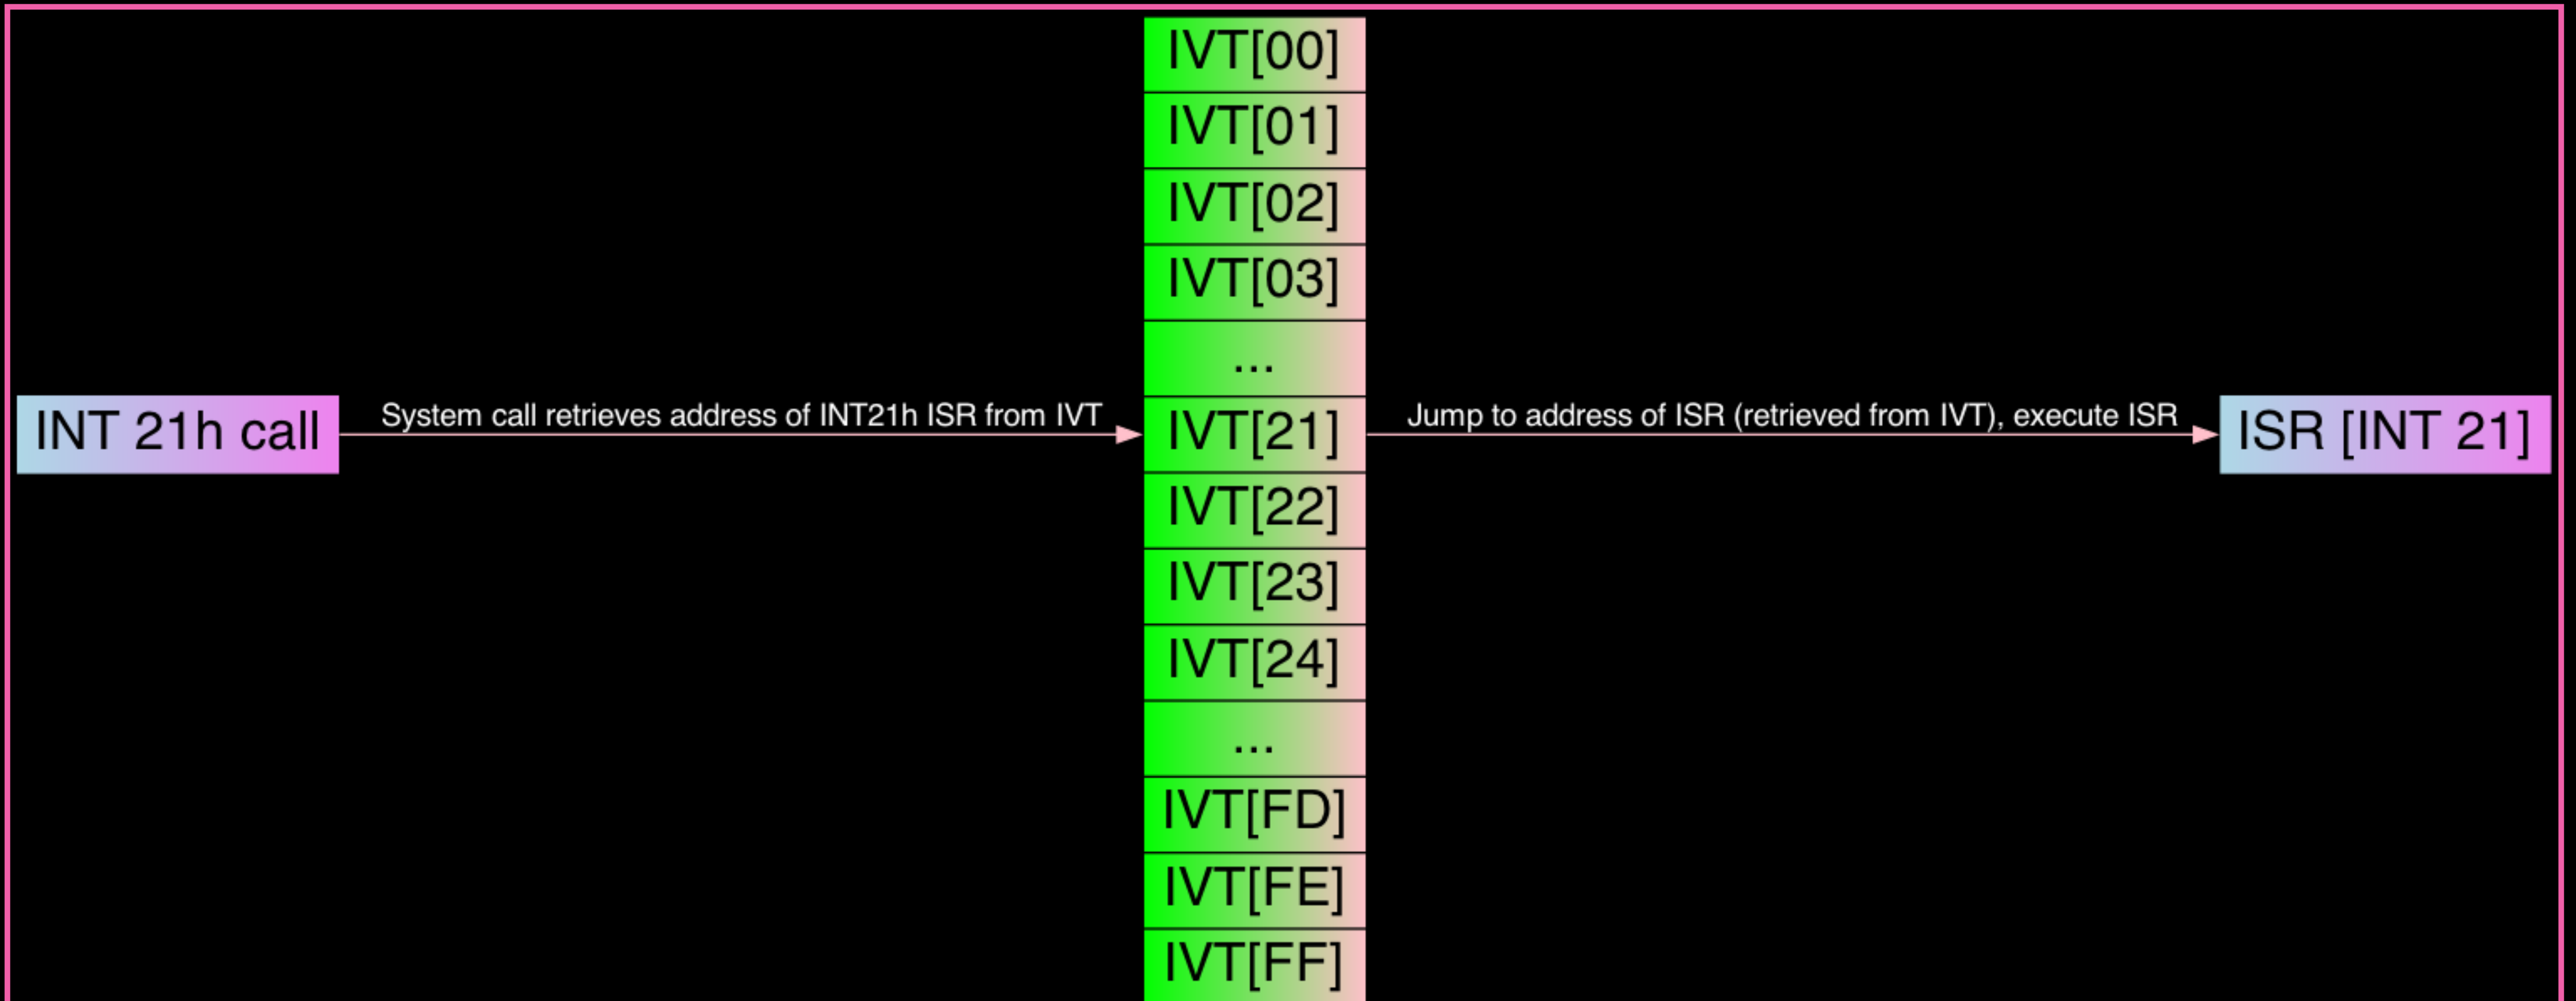 IVT[00]
IVT[01]
IVT[02]
IVT[03]
...
INT 21h call
System call retrieves address of INT21h ISR from IVT
IVT[21]
Jump to address of ISR (retrieved from IVT), execute ISR
ISR [INT 21]
IVT[22]
IVT[23]
IVT[24]
...
IVT[FD]
IVT[FE]
IVT[FF]